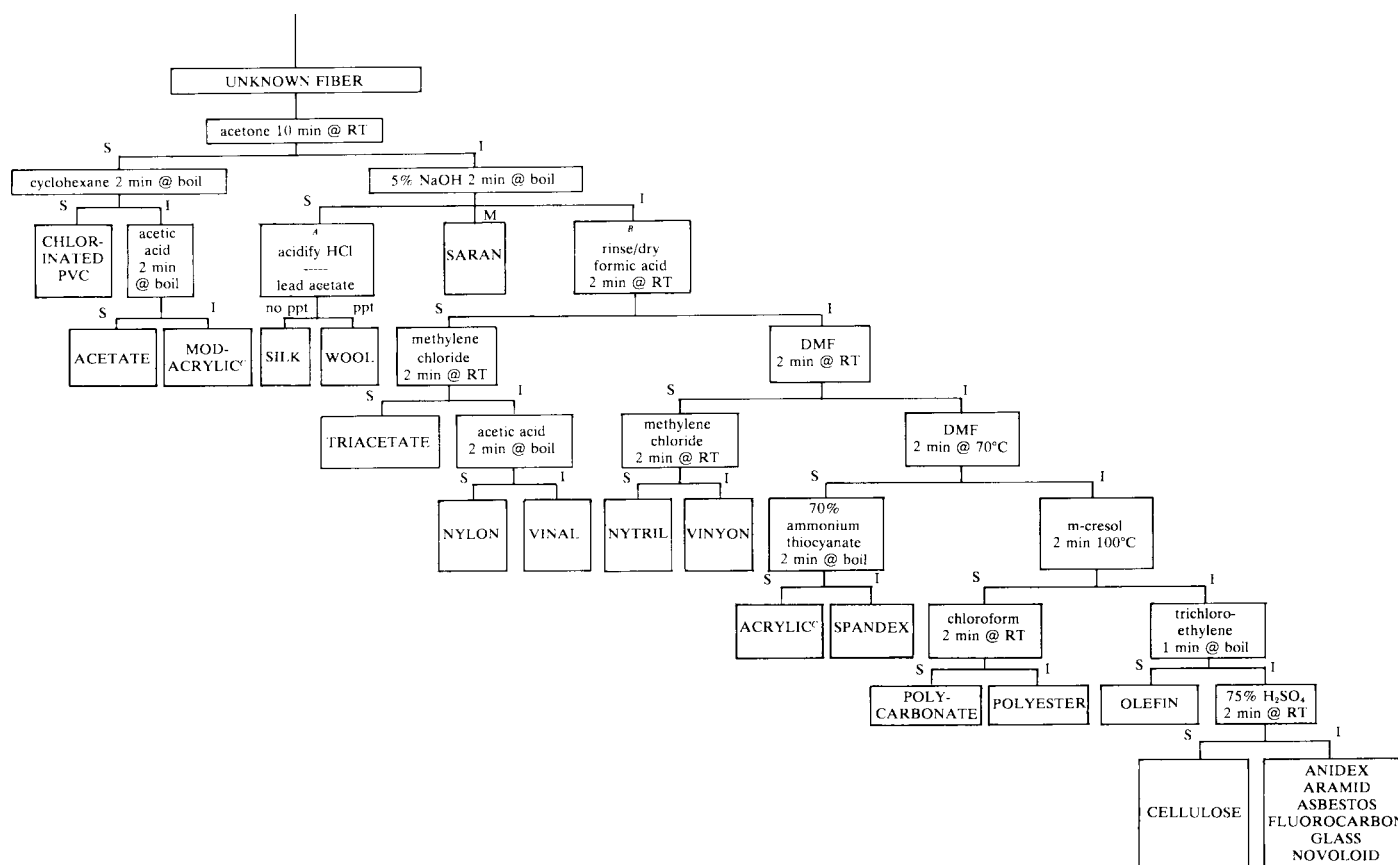 UNKNOWN FIBER
acetone 10 min @ RT
S
I
cyclohexane 2 min @ boil
5% NaOH 2 min @ boil
S
I
S
M
I
CHLOR-
INATED
PVC
acetic
acid
2 min
@ boil
A
acidify HCl
-----
lead acetate
SARAN
B
rinse/dry
formic acid
2 min @ RT
S
I
no ppt
ppt
S
I
ACETATE
MOD-
ACRYLICᶜ
SILK
WOOL
methylene
chloride
2 min @ RT
DMF
2 min @ RT
S
I
S
I
TRIACETATE
acetic acid
2 min @ boil
methylene
chloride
2 min @ RT
DMF
2 min @ 70°C
S
I
S
I
S
I
NYLON
VINAL
NYTRIL
VINYON
70%
ammonium
thiocyanate
2 min @ boil
m-cresol
2 min 100°C
S
I
S
I
ACRYLICᶜ
SPANDEX
chloroform
2 min @ RT
trichloro-
ethylene
1 min @ boil
S
I
S
I
POLY-
CARBONATE
POLYESTER
OLEFIN
75% H₂SO₄
2 min @ RT
S
I
CELLULOSE
ANIDEX
ARAMID
ASBESTOS
FLUOROCARBON
GLASS
NOVOLOID